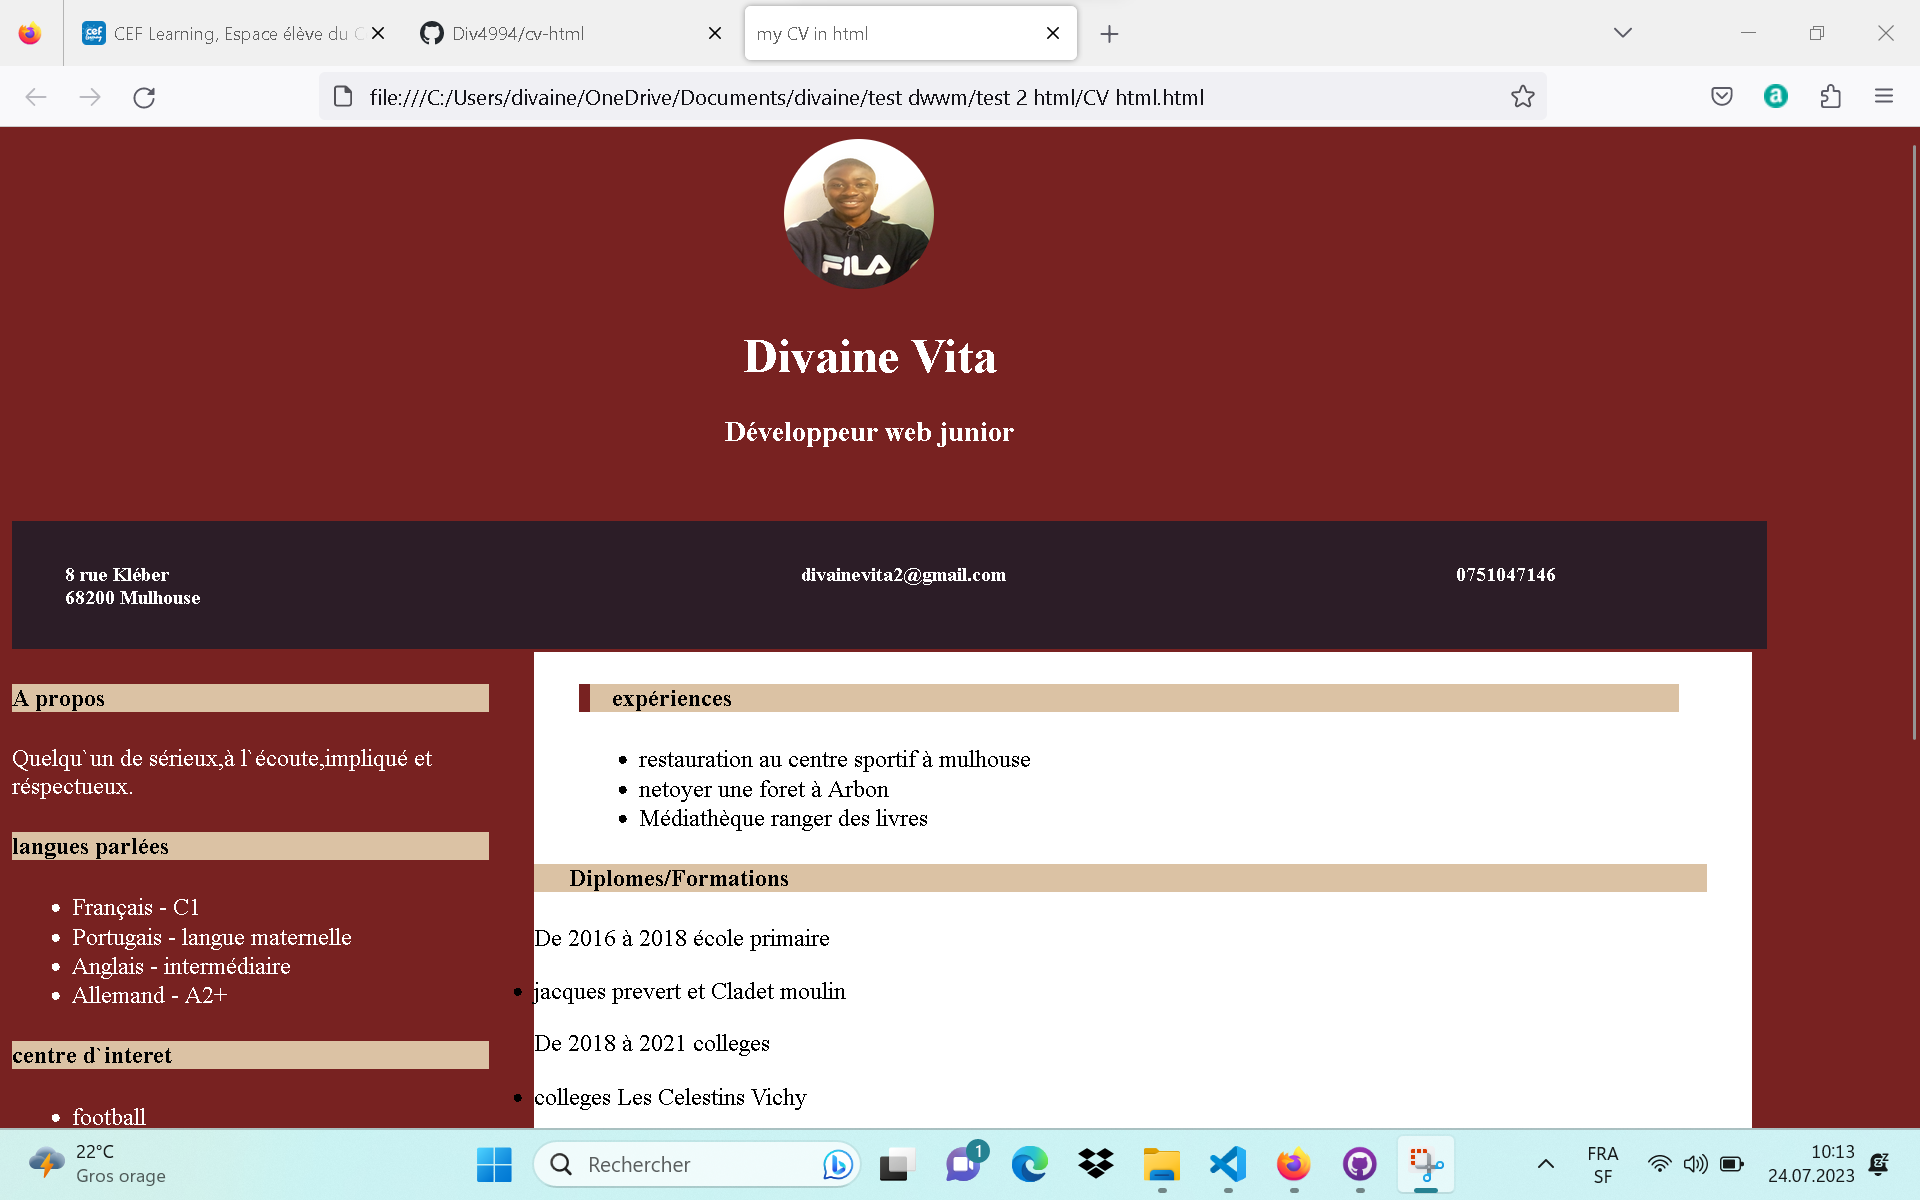 CEF Learning, Espace élève du C
Div4994/cv-html
my CV in html
file:///C:/Users/divaine/OneDrive/Documents/divaine/test dwwm/test 2 html/CV html.html
FILA
Divaine Vita
Développeur web junior
8 rue Kléber
68200 Mulhouse
divainevita2@gmail.com
0751047146
A propos
Quelqu`un de sérieux,à l`écoute,impliqué et
réspectueux.
langues parlées
Français - C1
Portugais - langue maternelle
Anglais - intermédiaire
Allemand - A2+
centre d`interet
football
expériences
restauration au centre sportif à mulhouse
netoyer une foret à Arbon
Médiathèque ranger des livres
Diplomes/Formations
De 2016 à 2018 école primaire
jacques prevert et Cladet moulin
De 2018 à 2021 colleges
colleges Les Celestins Vichy
22°C
Gros orage
Rechercher
1
FRA
SF
10:13
24.07.2023